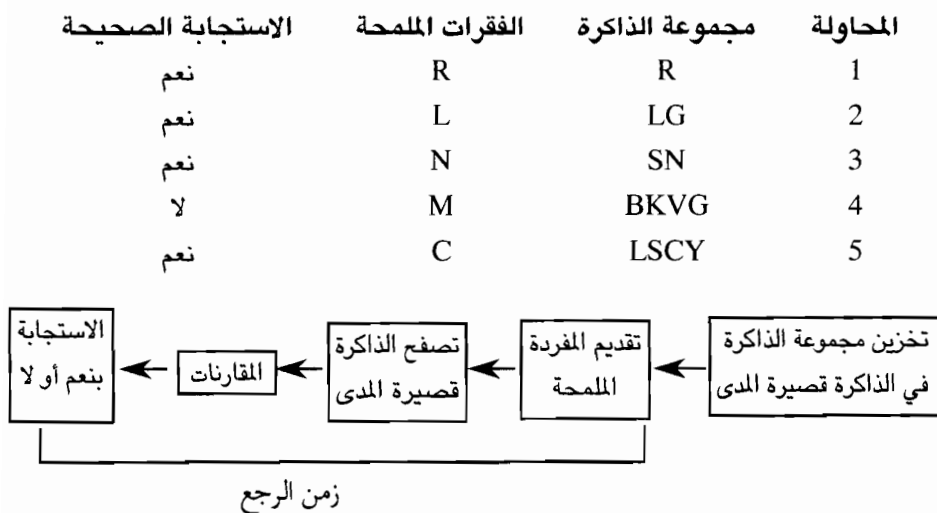 المحاولة مجموعة الذاكرة الفقرات الملمحة الاستجابة الصحيحة
1 R R نعم
2 LG L نعم
3 SN N نعم
4 BKVG M لا
5 LSCY C نعم
تخزين مجموعة الذاكرة
في الذاكرة قصيرة المدى
تقديم المفردة
الملمحة
تصفح الذاكرة
قصيرة المدى
المقارنات
الاستجابة
بنعم أو لا
زمن الرجع